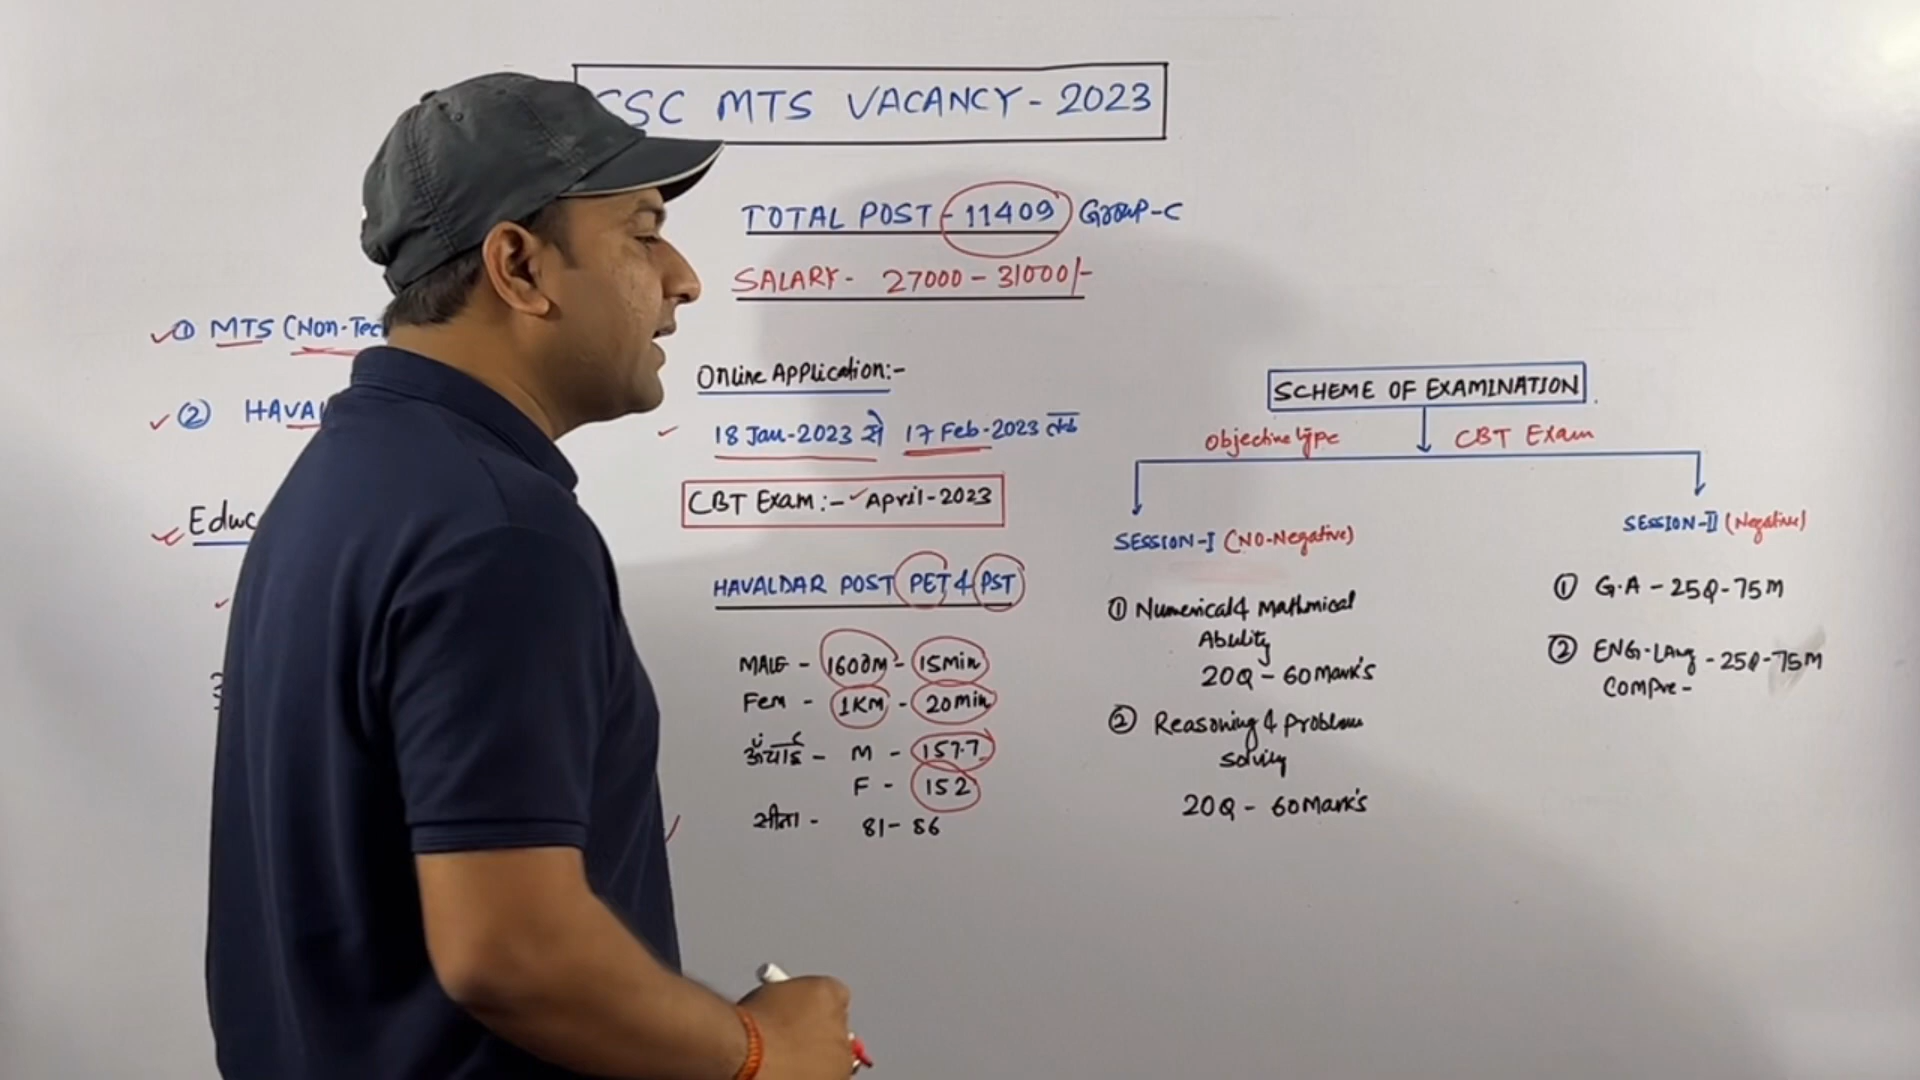 SSC MTS VACANCY - 2023
TOTAL POST - 11409 GROUP-C
SALARY - 27000 - 31000/-
① MTS (Non-Tec
② HAVAL
Educ
Online Application:-
18 Jan-2023 से 17 Feb-2023 तक
CBT Exam :- April-2023
HAVALDAR POST PET & PST
MALE - 1600M - 15Min
Fem - 1KM - 20Min
ऊंचाई - M - 157.7
F - 152
सीना - 81-86
SCHEME OF EXAMINATION
Objective type CBT Exam
SESSION-I (NO-Negative)
① Numerical & Mathmical
Ability
20Q - 60Mark's
② Reasoning & Problem
Solving
20Q - 60Mark's
SESSION-II (Negative)
① G.A - 25Q-75M
② ENG-Lang - 25Q-75M
Compre-